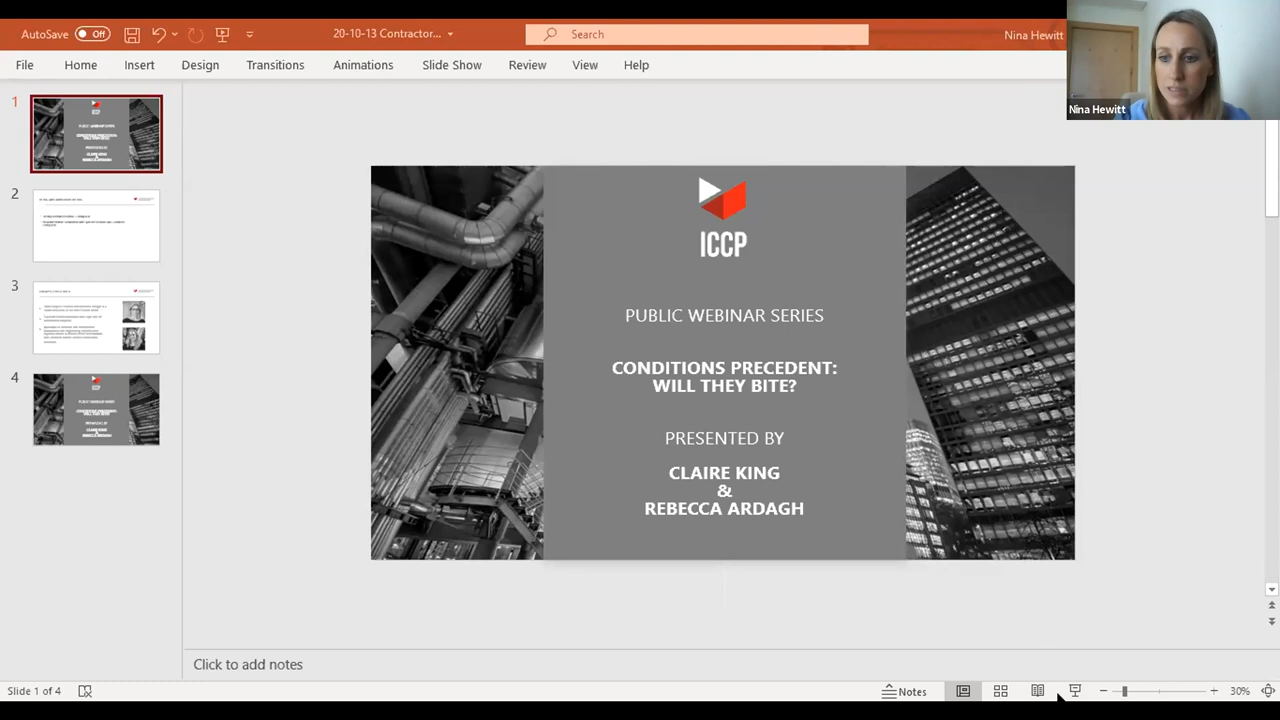 AutoSave
Off
20-10-13 Contractor...
Search
Nina Hewitt
File
Home
Insert
Design
Transitions
Animations
Slide Show
Review
View
Help
Nina Hewitt
1
2
3
4
ICCP
PUBLIC WEBINAR SERIES
CONDITIONS PRECEDENT:
WILL THEY BITE?
PRESENTED BY
CLAIRE KING
&
REBECCA ARDAGH
Click to add notes
Slide 1 of 4
Notes
30%